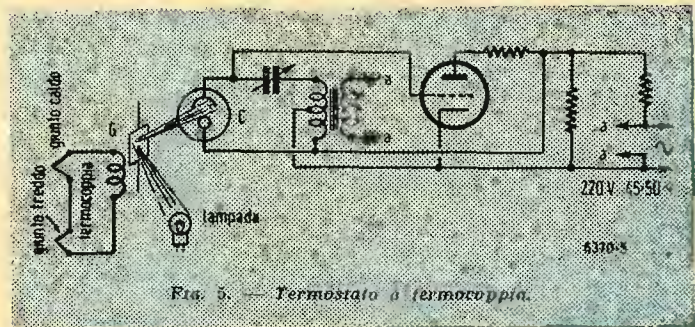 giunto caldo
giunto freddo
termocoppia
G
C
lampada
a
a
a
a
220 V. 45÷50 ~
6370-5
Fig. 5. — Termostato a termocoppia.